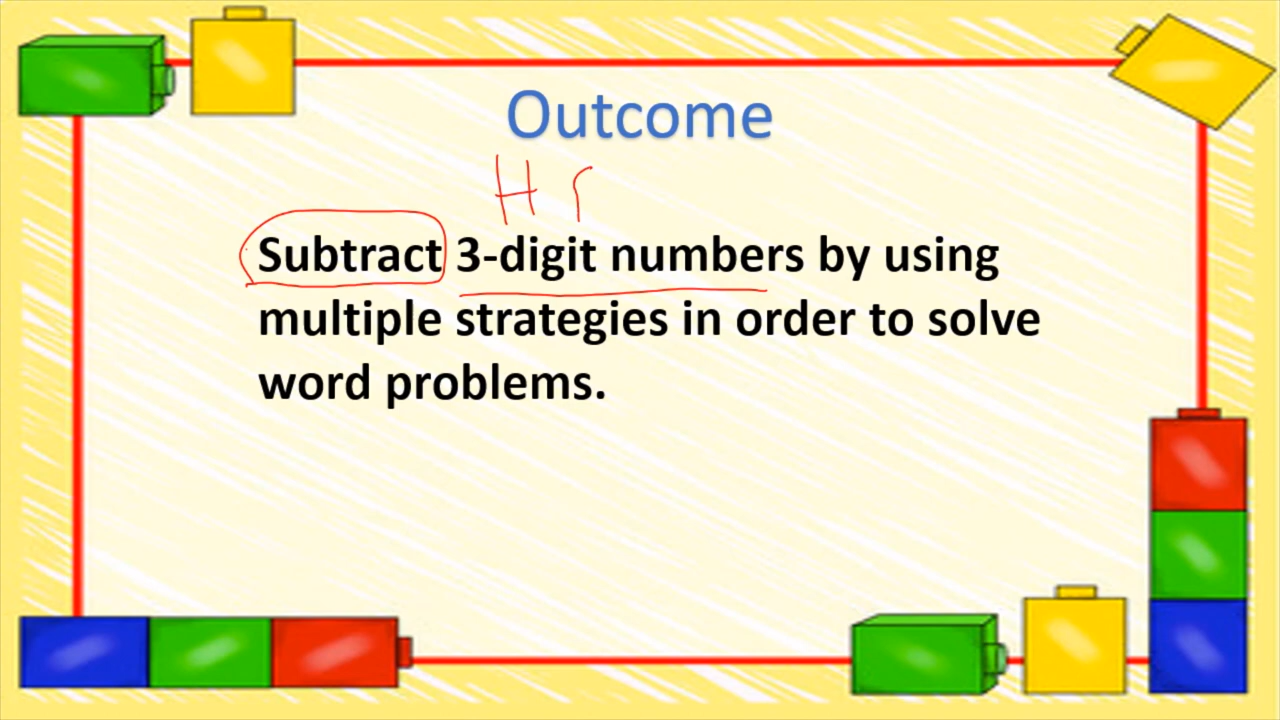 Outcome
H
Subtract 3-digit numbers by using
multiple strategies in order to solve
word problems.